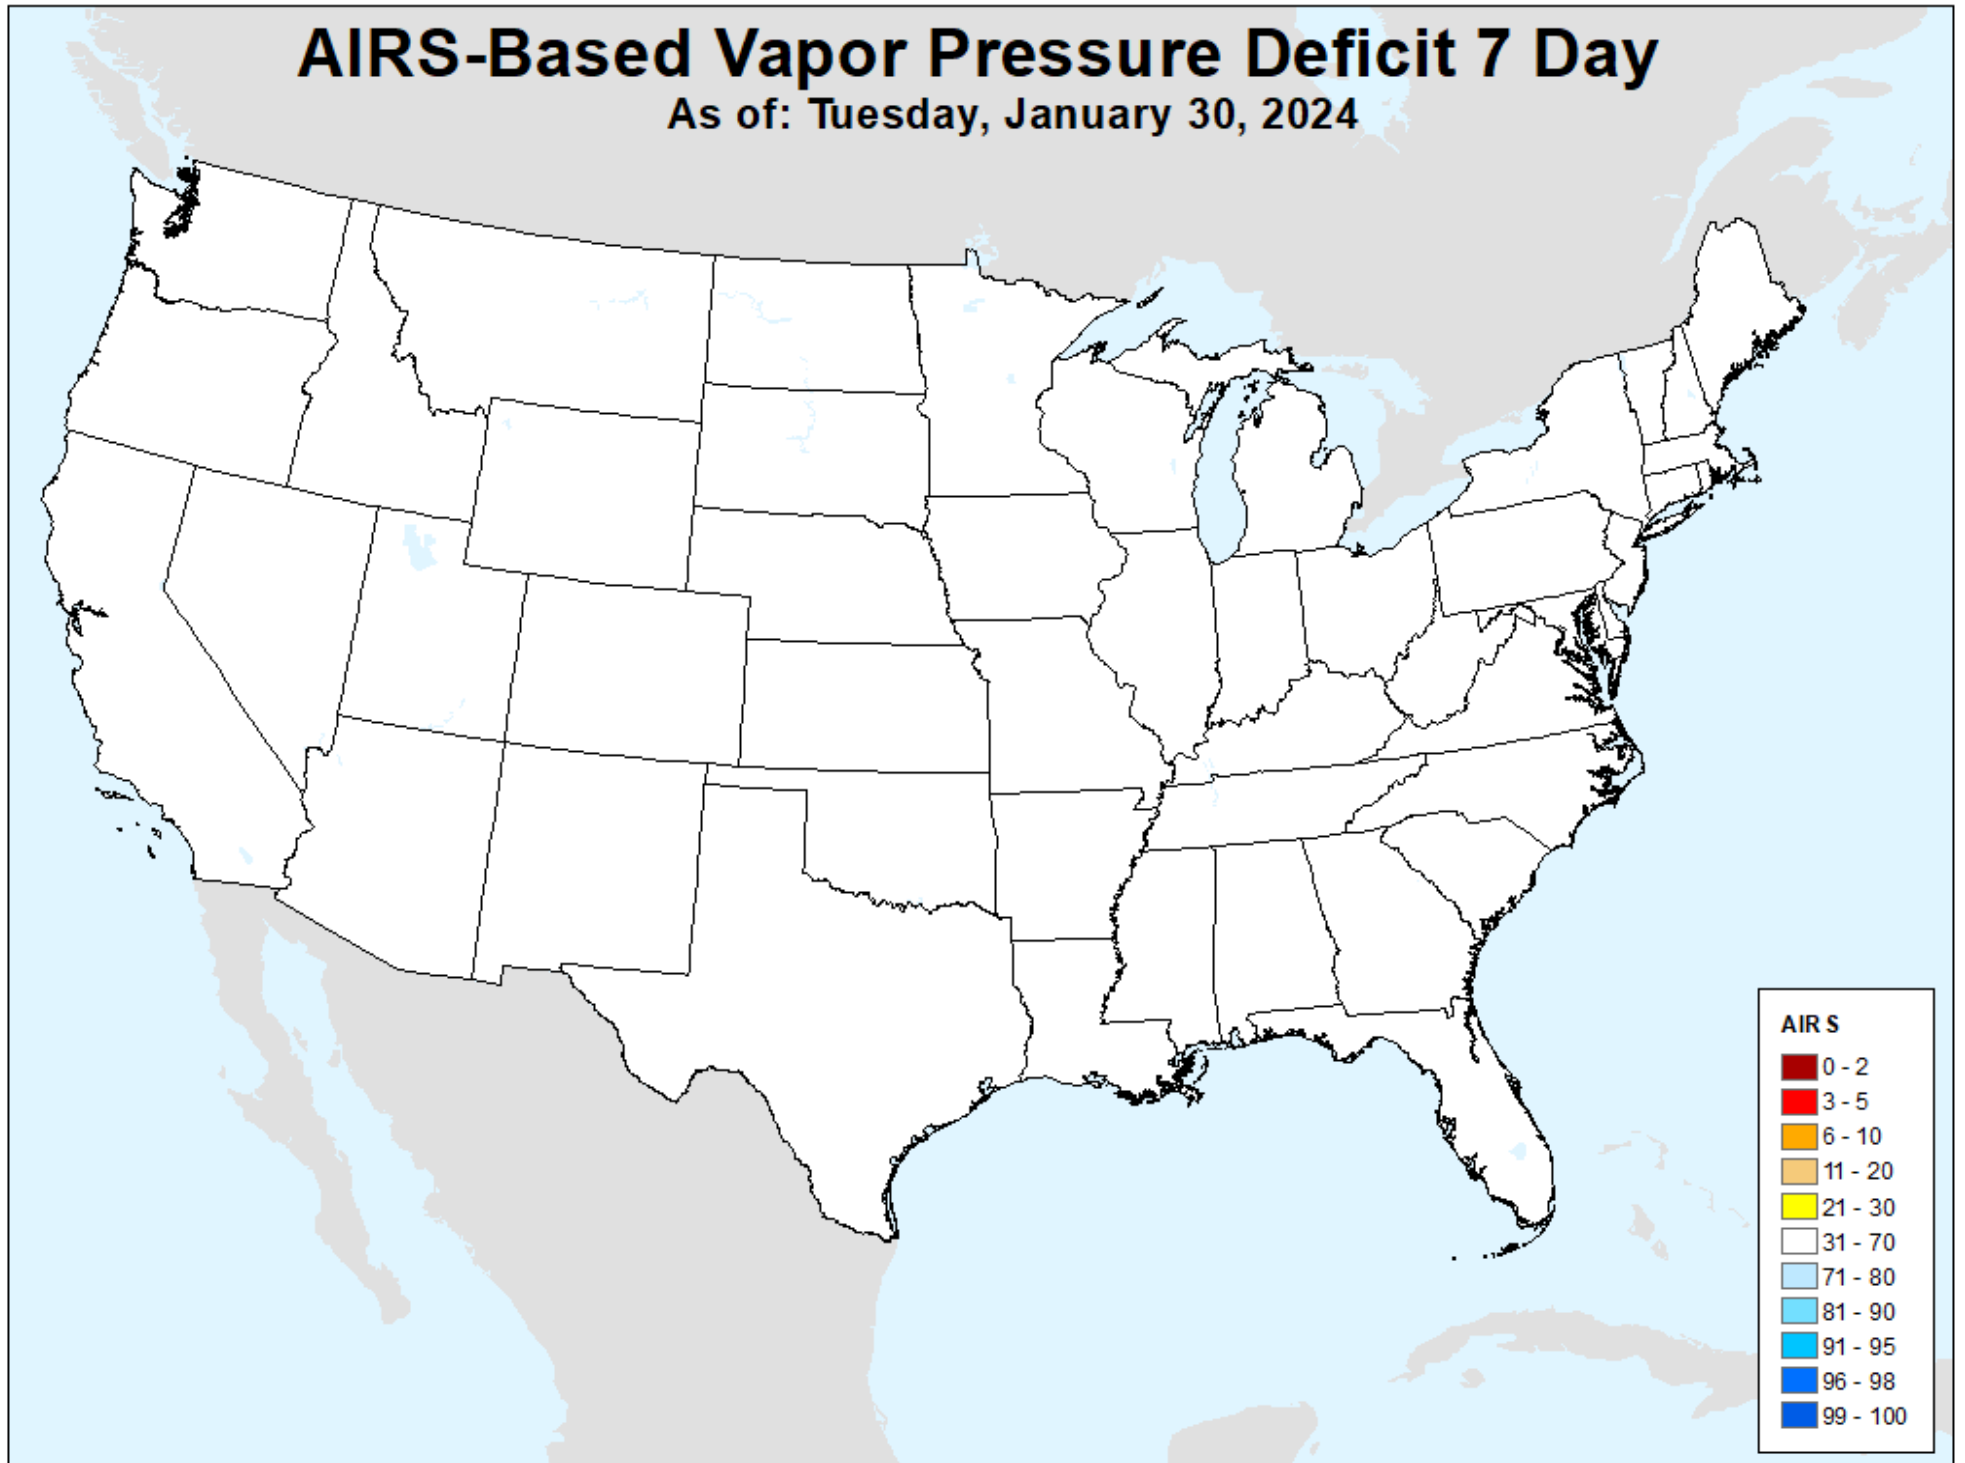 AIRS-Based Vapor Pressure Deficit 7 Day
As of: Tuesday, January 30, 2024
AIRS
0 - 2
3 - 5
6 - 10
11 - 20
21 - 30
31 - 70
71 - 80
81 - 90
91 - 95
96 - 98
99 - 100